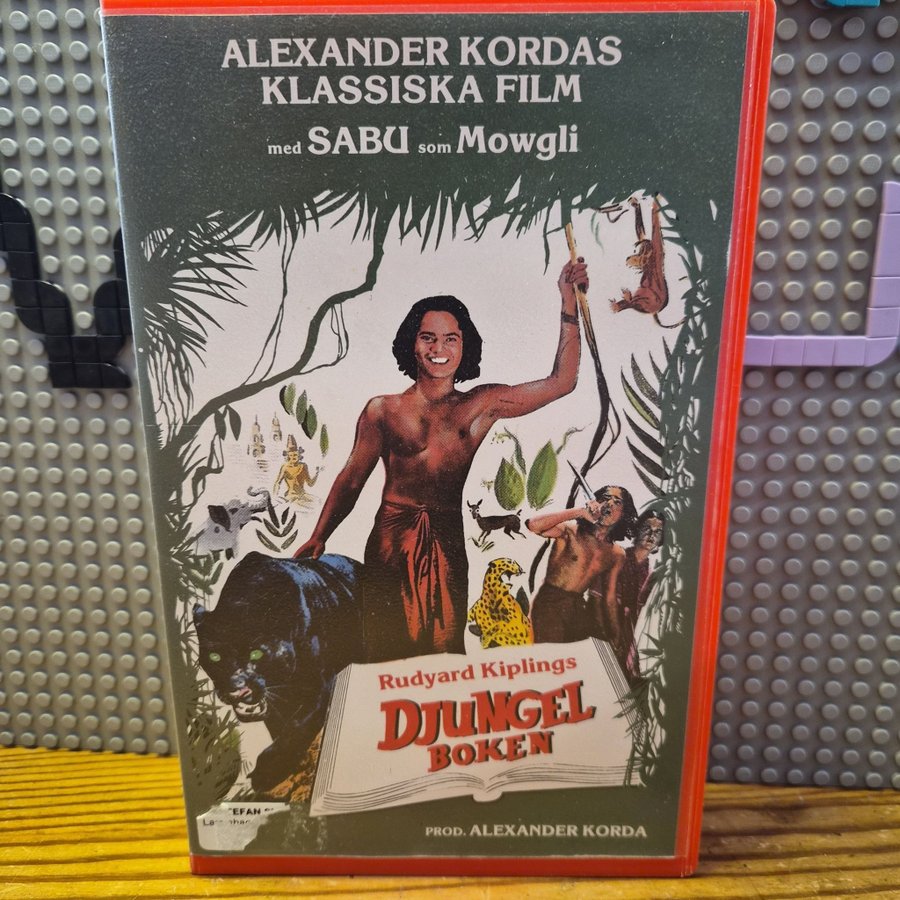 ALEXANDER KORDAS
KLASSISKA FILM
med SABU som Mowgli
Rudyard Kiplings
DJUNGEL
BOKEN
PROD. ALEXANDER KORDA